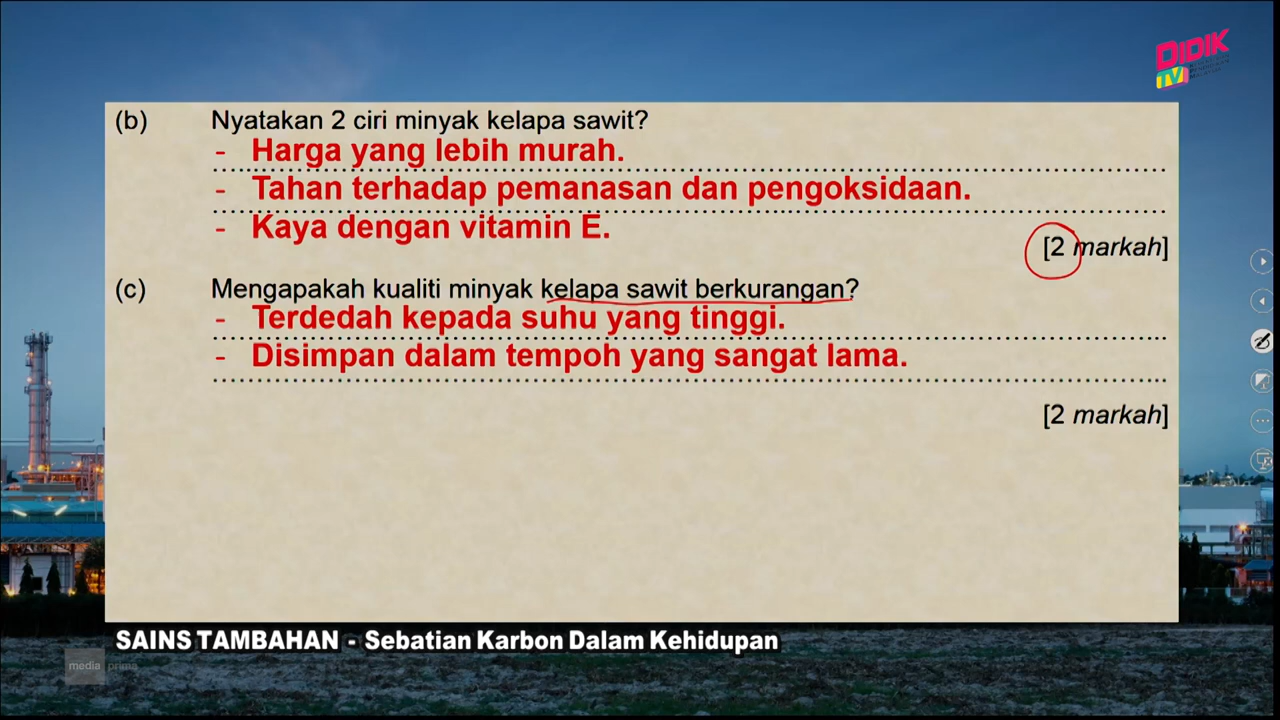 DIDIK
TV
(b) Nyatakan 2 ciri minyak kelapa sawit?
- Harga yang lebih murah.
- Tahan terhadap pemanasan dan pengoksidaan.
- Kaya dengan vitamin E.
[2 markah]
(c) Mengapakah kualiti minyak kelapa sawit berkurangan?
- Terdedah kepada suhu yang tinggi.
- Disimpan dalam tempoh yang sangat lama.
[2 markah]
SAINS TAMBAHAN - Sebatian Karbon Dalam Kehidupan
media prima